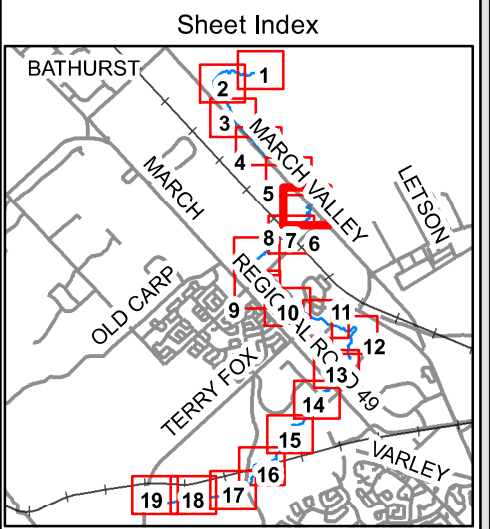 Sheet Index
BATHURST
1
2
3
MARCH VALLEY
4
MARCH
5
LETSON
8
7
6
REGIONAL ROAD 49
OLD CARP
9
10
11
12
TERRY FOX
13
14
15
VARLEY
16
19
18
17